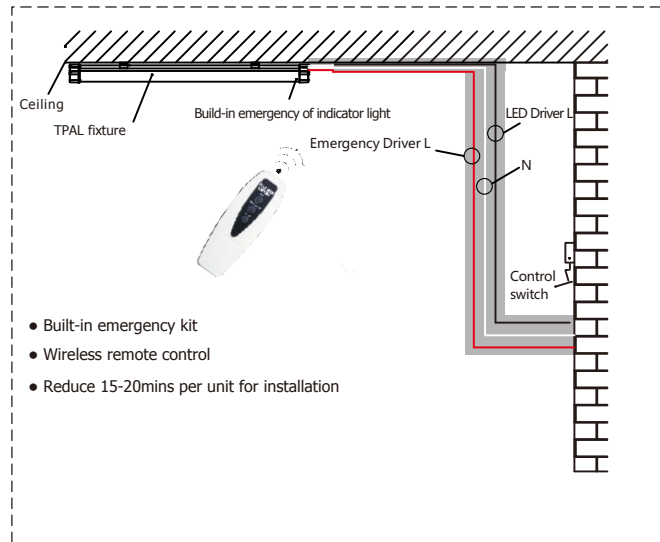 Ceiling
TPAL fixture
Build-in emergency of indicator light
Emergency Driver L
LED Driver L
N
Control
switch
● Built-in emergency kit
● Wireless remote control
● Reduce 15-20mins per unit for installation